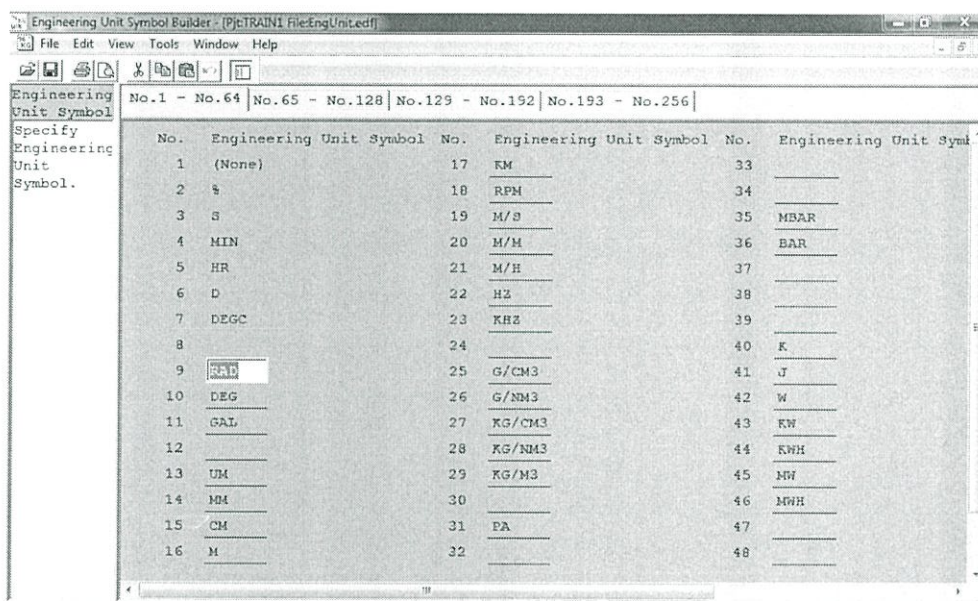 Engineering Unit Symbol Builder - [Pjt:TRAIN1 File:EngUnit.edf]
File Edit View Tools Window Help
Engineering Unit Symbol
No.1 - No.64 No.65 - No.128 No.129 - No.192 No.193 - No.256
Specify
Engineering
Unit
Symbol.
No. Engineering Unit Symbol No. Engineering Unit Symbol No. Engineering Unit Symb
1 (None) 17 KM 33
2 % 18 RPM 34
3 S 19 M/S 35 MBAR
4 MIN 20 M/M 36 BAR
5 HR 21 M/H 37
6 D 22 HZ 38
7 DEGC 23 KHZ 39
8 24 40 K
9 RAD 25 G/CM3 41 J
10 DEG 26 G/NM3 42 W
11 GAL 27 KG/CM3 43 KW
12 28 KG/NM3 44 KWH
13 UM 29 KG/M3 45 MW
14 MM 30 46 MWH
15 CM 31 PA 47
16 M 32 48